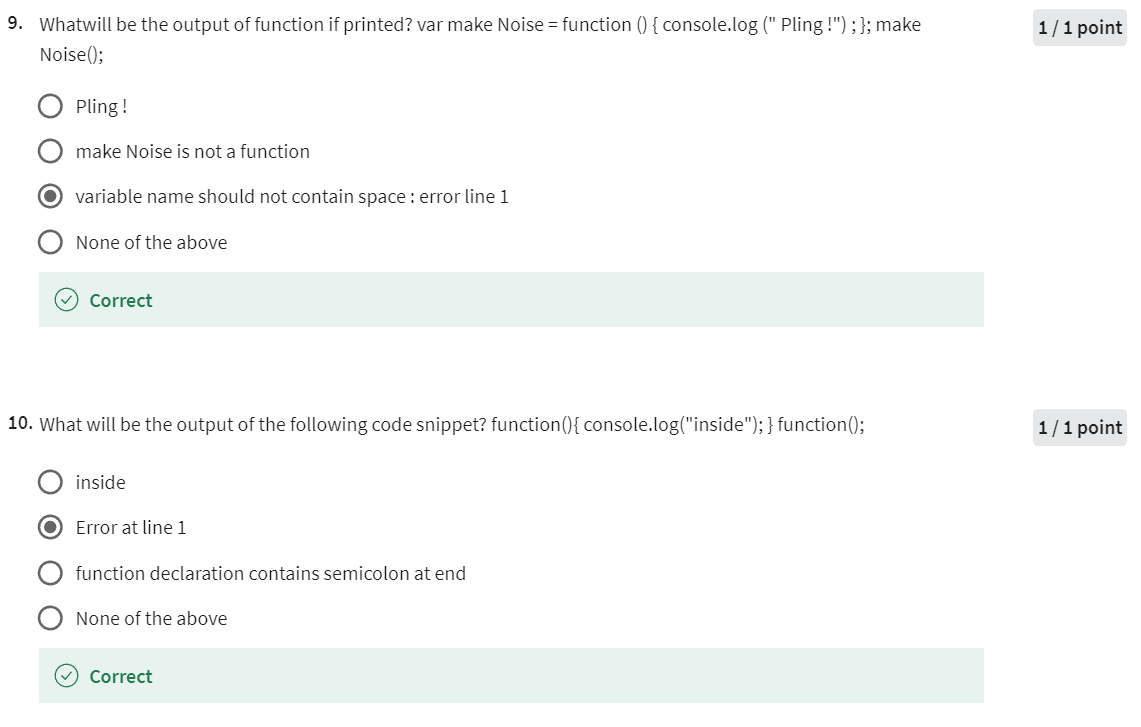 9. Whatwill be the output of function if printed? var make Noise = function () { console.log (" Pling !") ; }; make
Noise();
1 / 1 point
Pling !
make Noise is not a function
variable name should not contain space : error line 1
None of the above
Correct
10. What will be the output of the following code snippet? function(){ console.log("inside"); } function();
1 / 1 point
inside
Error at line 1
function declaration contains semicolon at end
None of the above
Correct